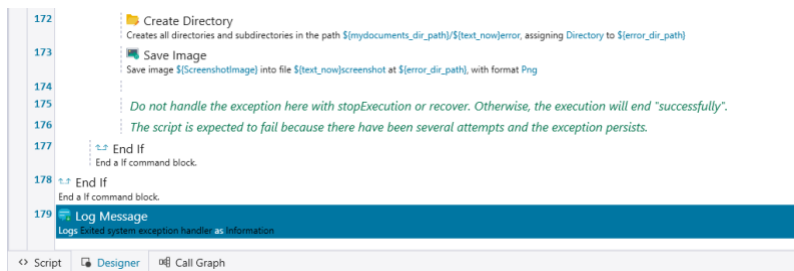 172 Create Directory
Creates all directories and subdirectories in the path ${mydocuments_dir_path}/${text_now}error, assigning Directory to ${error_dir_path}
173 Save Image
Save image ${ScreenshotImage} into file ${text_now}screenshot at ${error_dir_path}, with format Png
174
175 Do not handle the exception here with stopExecution or recover. Otherwise, the execution will end "successfully".
176 The script is expected to fail because there have been several attempts and the exception persists.
177 End If
End a If command block.
178 End If
End a If command block.
179 Log Message
Logs Exited system exception handler as Information
Script Designer Call Graph